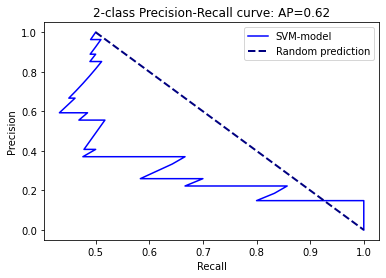 2-class Precision-Recall curve: AP=0.62
SVM-model
Random prediction
Precision
1.0
0.8
0.6
0.4
0.2
0.0
0.5 0.6 0.7 0.8 0.9 1.0
Recall